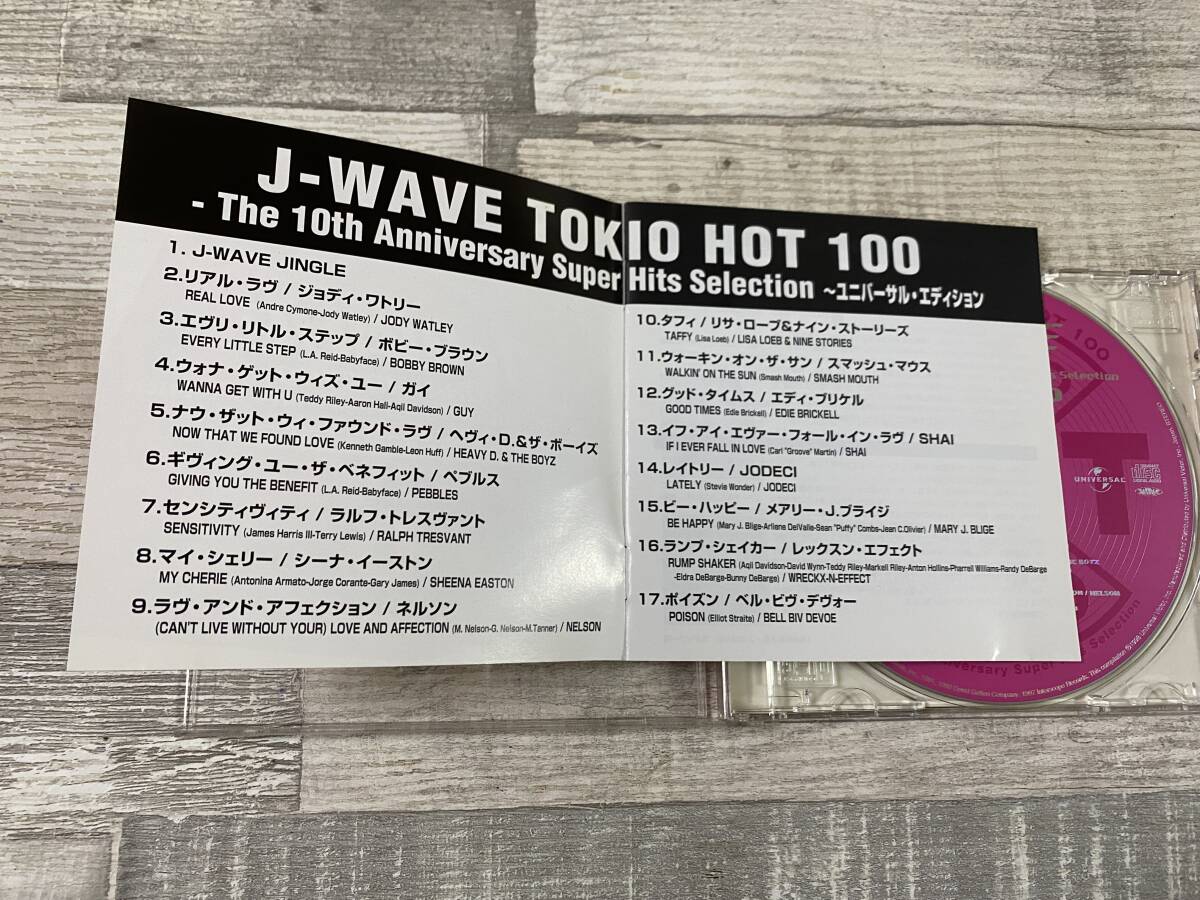 J-WAVE TOKIO HOT 100
- The 10th Anniversary Super Hits Selection ～ユニバーサル・エディション
1. J-WAVE JINGLE
2.リアル・ラヴ / ジョディ・ワトリー
REAL LOVE (Andre Cymone-Jody Watley) / JODY WATLEY
3.エヴリ・リトル・ステップ / ボビー・ブラウン
EVERY LITTLE STEP (L.A. Reid-Babyface) / BOBBY BROWN
4.ウォナ・ゲット・ウィズ・ユー / ガイ
WANNA GET WITH U (Teddy Riley-Aaron Hall-Aqil Davidson) / GUY
5.ナウ・ザット・ウィ・ファウンド・ラヴ / ヘヴィ・D.&ザ・ボーイズ
NOW THAT WE FOUND LOVE (Kenneth Gamble-Leon Huff) / HEAVY D. & THE BOYZ
6.ギヴィング・ユー・ザ・ベネフィット / ペブルス
GIVING YOU THE BENEFIT (L.A. Reid-Babyface) / PEBBLES
7.センシティヴィティ / ラルフ・トレスヴァント
SENSITIVITY (James Harris III-Terry Lewis) / RALPH TRESVANT
8.マイ・シェリー / シーナ・イーストン
MY CHERIE (Antonina Armato-Jorge Corante-Gary James) / SHEENA EASTON
9.ラヴ・アンド・アフェクション / ネルソン
(CAN'T LIVE WITHOUT YOUR) LOVE AND AFFECTION (M. Nelson-G. Nelson-M.Tanner) / NELSON
10.タフィ / リサ・ローブ&ナイン・ストーリーズ
TAFFY (Lisa Loeb) / LISA LOEB & NINE STORIES
11.ウォーキン・オン・ザ・サン / スマッシュ・マウス
WALKIN' ON THE SUN (Smash Mouth) / SMASH MOUTH
12.グッド・タイムス / エディ・ブリケル
GOOD TIMES (Edie Brickell) / EDIE BRICKELL
13.イフ・アイ・エヴァー・フォール・イン・ラヴ / SHAI
IF I EVER FALL IN LOVE (Carl "Groove" Martin) / SHAI
14.レイトリー / JODECI
LATELY (Stevie Wonder) / JODECI
15.ビー・ハッピー / メアリー・J.ブライジ
BE HAPPY (Mary J. Blige-Arliene DelValle-Sean "Puffy" Combs-Jean C.Olivier) / MARY J. BLIGE
16.ランプ・シェイカー / レックスン・エフェクト
RUMP SHAKER (Aqil Davidson-David Wynn-Teddy Riley-Markell Riley-Anton Hollins-Pharrell Williams-Randy DeBarge
-Eldra DeBarge-Bunny DeBarge) / WRECKX-N-EFFECT
17.ポイズン / ベル・ビヴ・デヴォー
POISON (Elliot Straite) / BELL BIV DEVOE
100
Selection
UNIVERSAL
disc
NELSON
Anniversary Super
Selection